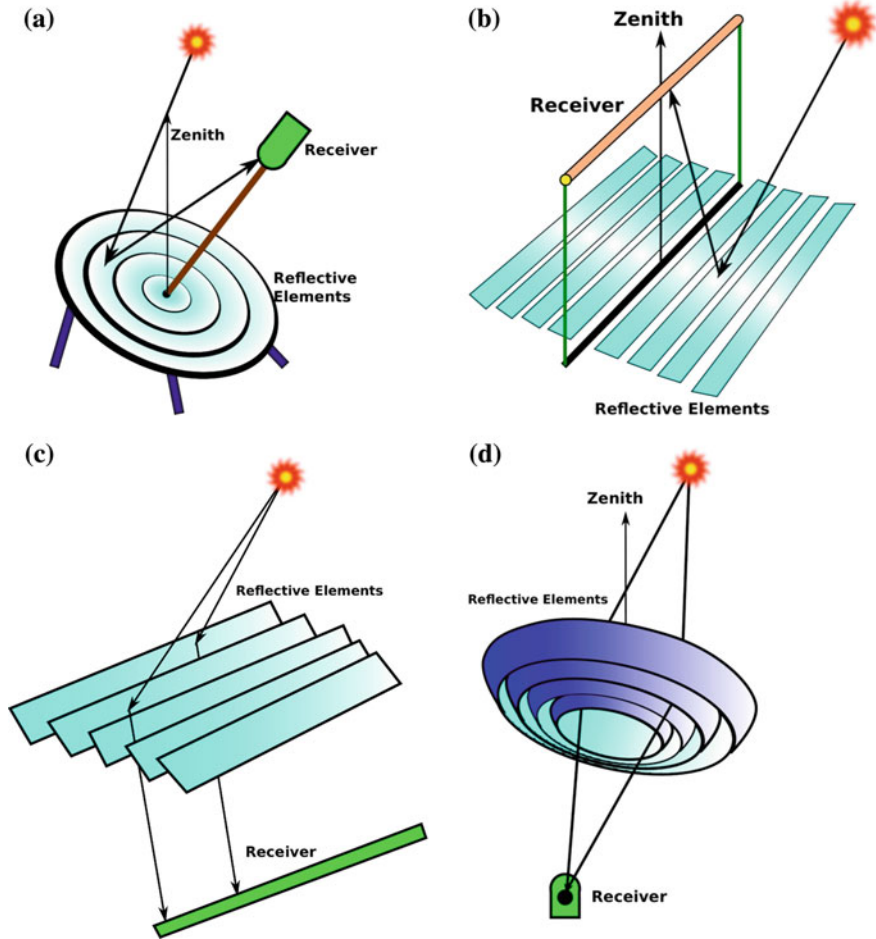 (a)
Zenith
Receiver
Reflective
Elements
(b)
Zenith
Receiver
Reflective Elements
(c)
Reflective Elements
Receiver
(d)
Zenith
Reflective Elements
Receiver